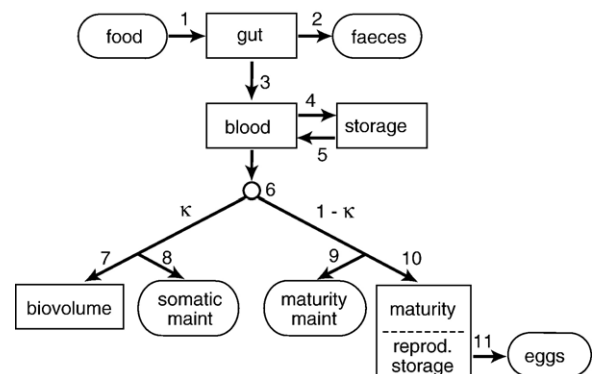 1
2
food
gut
faeces
3
4
blood
storage
5
6
κ
1 - κ
7
8
9
10
biovolume
somatic
maint
maturity
maint
maturity
reprod.
storage
11
eggs